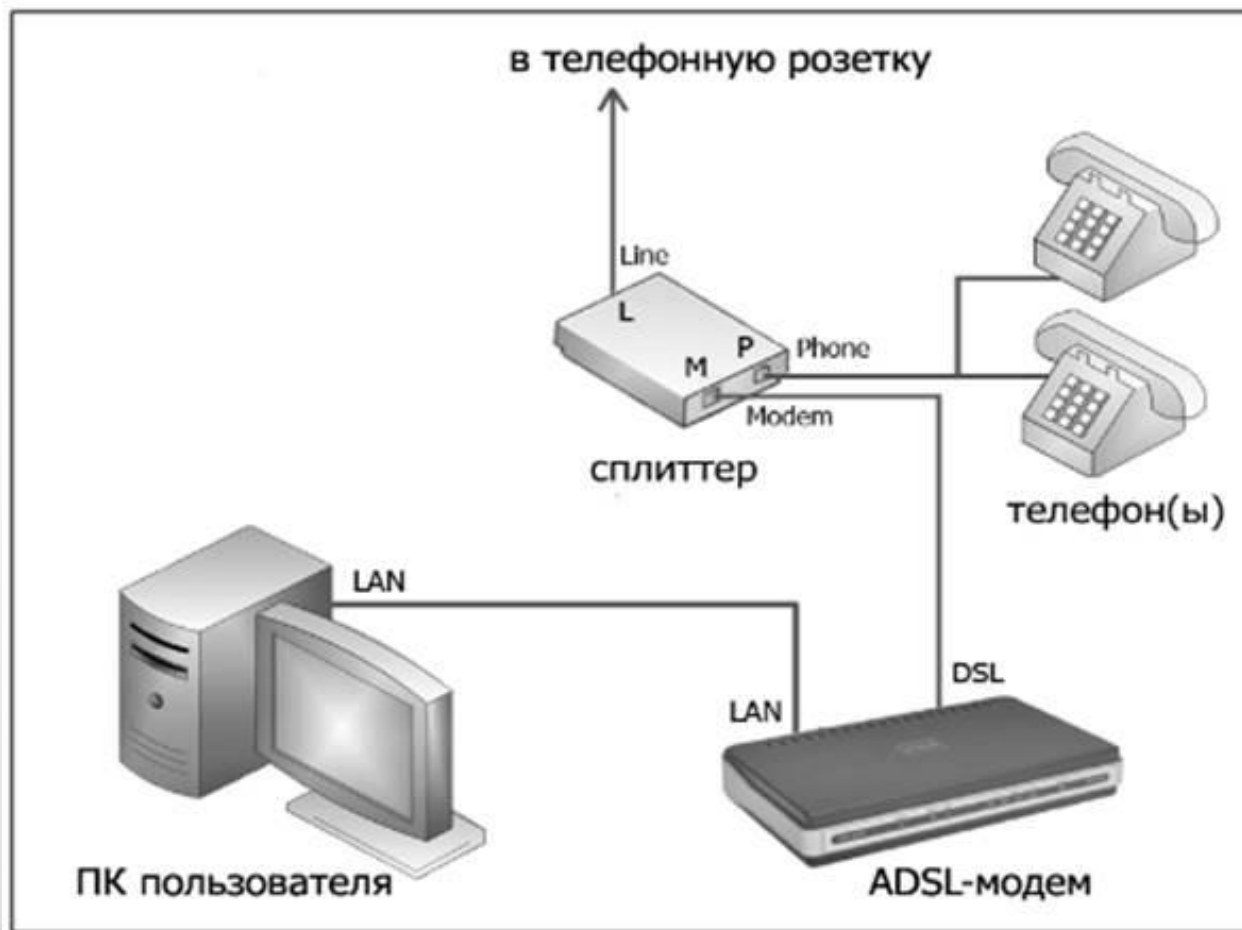 в телефонную розетку
Line
L
P
Phone
M
Modem
сплиттер
телефон(ы)
LAN
DSL
LAN
ПК пользователя
ADSL-модем